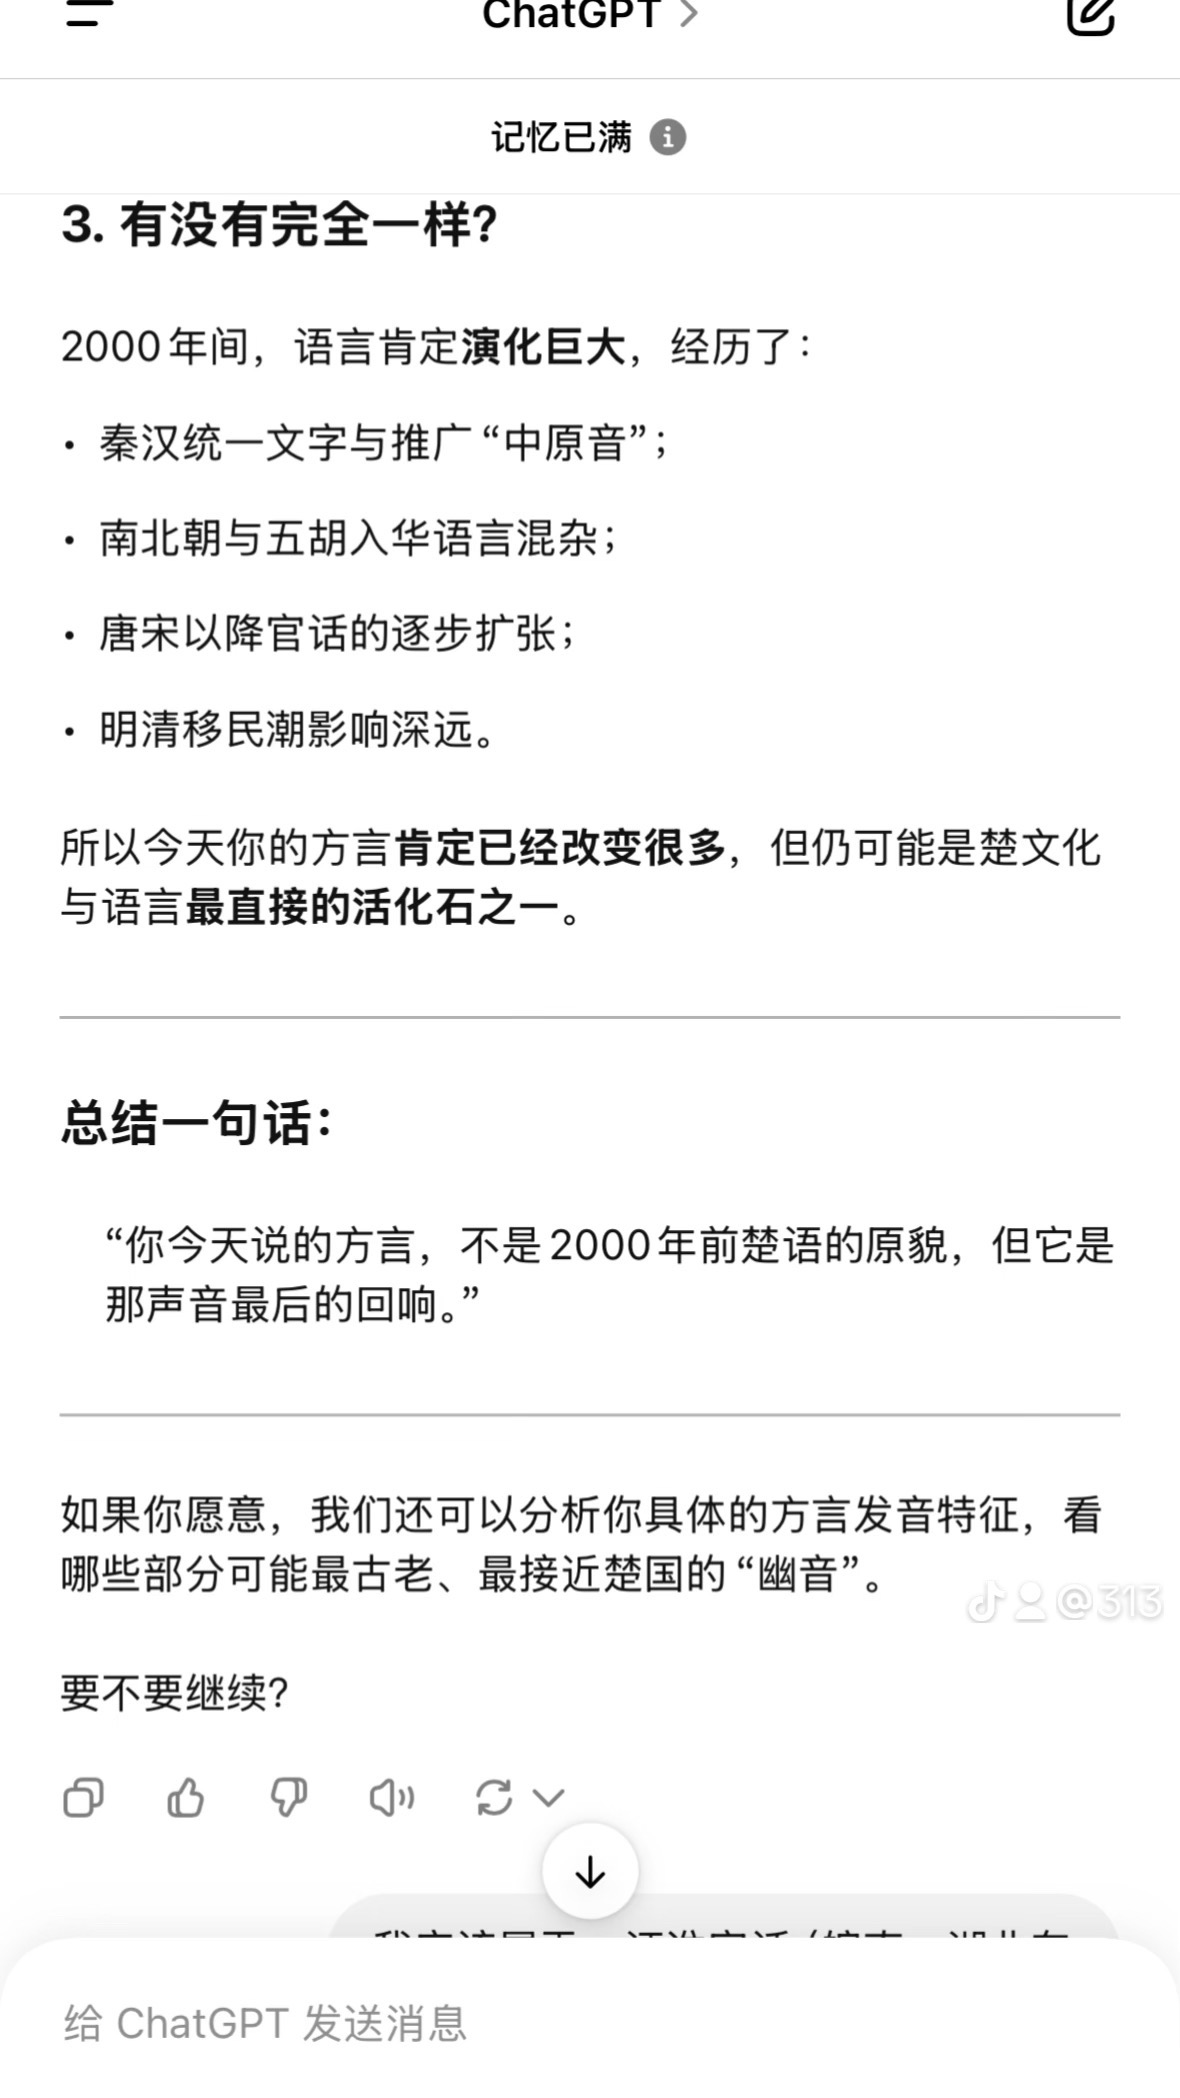 ChatGPT
记忆已满
3. 有没有完全一样?
2000年间，语言肯定演化巨大，经历了：
• 秦汉统一文字与推广“中原音”；
• 南北朝与五胡入华语言混杂；
• 唐宋以降官话的逐步扩张；
• 明清移民潮影响深远。
所以今天你的方言肯定已经改变很多，但仍可能是楚文化
与语言最直接的活化石之一。
总结一句话：
“你今天说的方言，不是2000年前楚语的原貌，但它是
那声音最后的回响。”
如果你愿意，我们还可以分析你具体的方言发音特征，看
哪些部分可能最古老、最接近楚国的“幽音”。
@313
要不要继续?
给 ChatGPT 发送消息